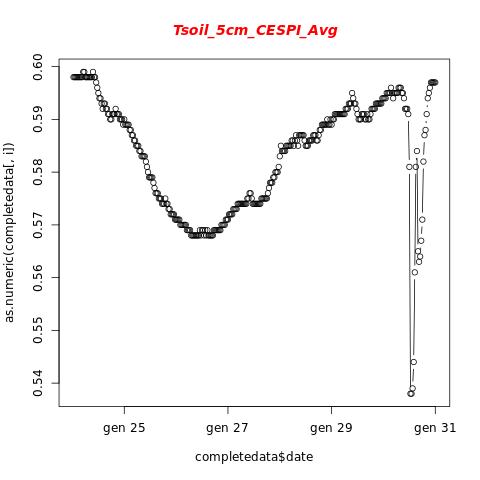 Tsoil_5cm_CESPI_Avg
as.numeric(completedata[, i])
0.60
0.59
0.58
0.57
0.56
0.55
0.54
gen 25
gen 27
gen 29
gen 31
completedata$date